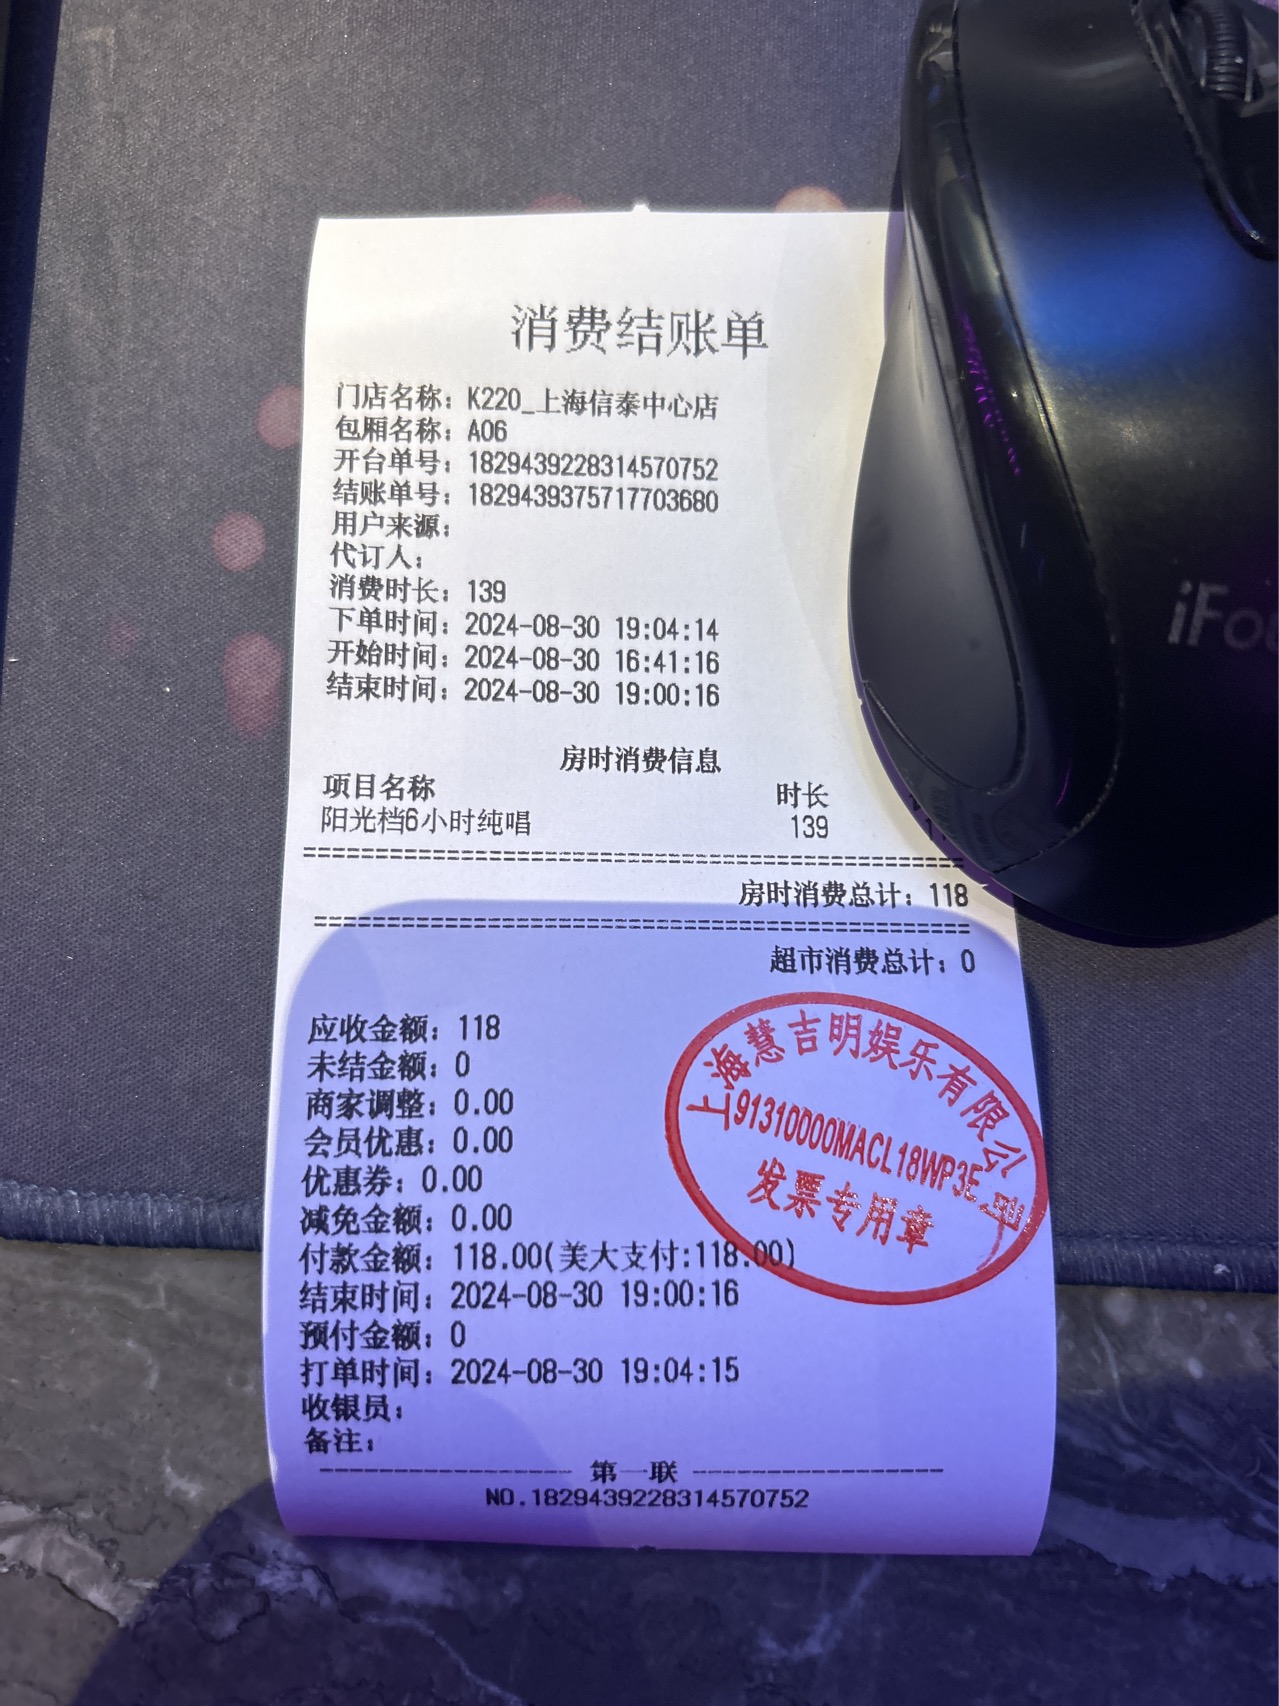 消费结账单
门店名称：K220_上海信泰中心店
包厢名称：A06
开台单号：1829439228314570752
结账单号：1829439375717703680
用户来源：
代订人：
消费时长：139
下单时间：2024-08-30 19:04:14
开始时间：2024-08-30 16:41:16
结束时间：2024-08-30 19:00:16
房时消费信息
项目名称 时长
阳光档6小时纯唱 139
房时消费总计：118
超市消费总计：0
应收金额：118
未结金额：0
商家调整：0.00
会员优惠：0.00
优惠券：0.00
减免金额：0.00
付款金额：118.00(美大支付:118.00)
结束时间：2024-08-30 19:00:16
预付金额：0
打单时间：2024-08-30 19:04:15
收银员：
备注：
第一联
NO.1829439228314570752
上海慧吉明娱乐有限公司
91310000MACL18WP3E
发票专用章